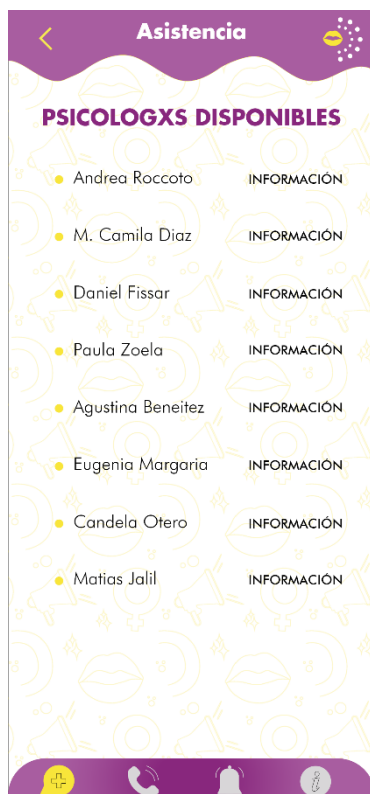 Asistencia
PSICOLOGXS DISPONIBLES
Andrea Roccoto INFORMACIÓN
M. Camila Diaz INFORMACIÓN
Daniel Fissar INFORMACIÓN
Paula Zoela INFORMACIÓN
Agustina Beneitez INFORMACIÓN
Eugenia Margaria INFORMACIÓN
Candela Otero INFORMACIÓN
Matias Jalil INFORMACIÓN